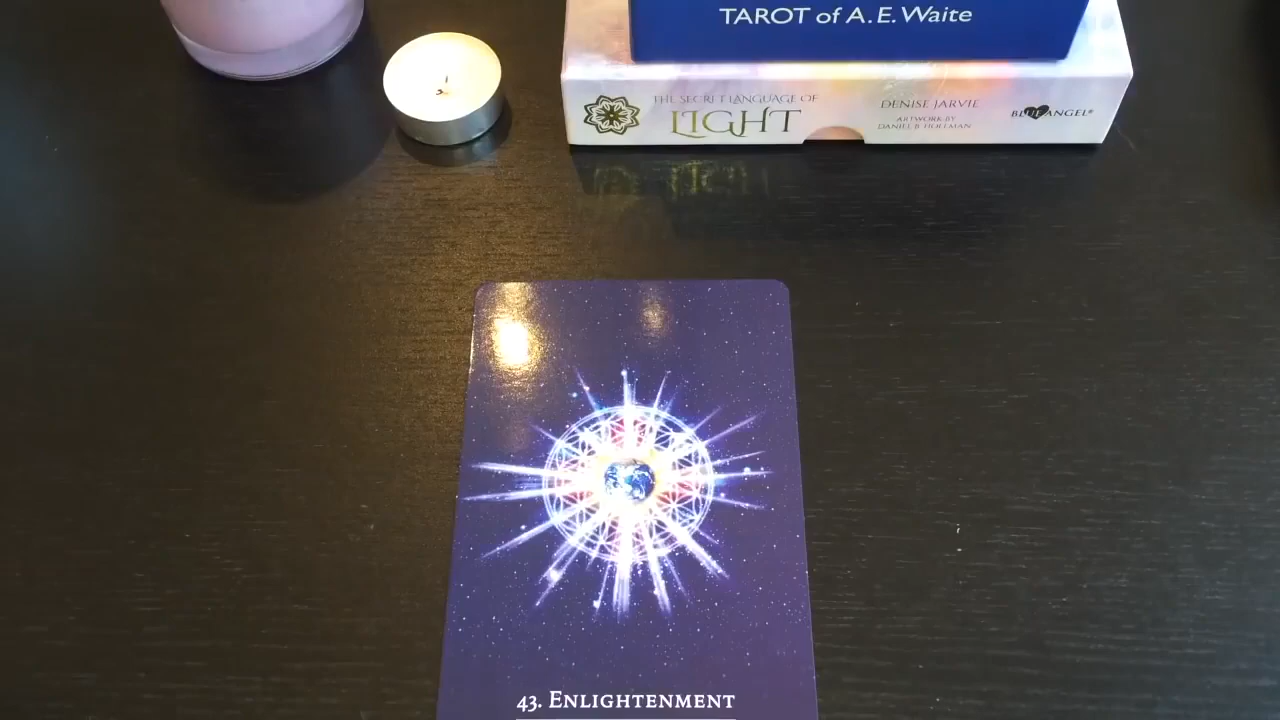 TAROT of A. E. Waite
THE SECRET LANGUAGE OF
LIGHT
DENISE JARVIE
ARTWORK BY
DANIEL B. HOLEMAN
BLUE ANGEL®
43. ENLIGHTENMENT